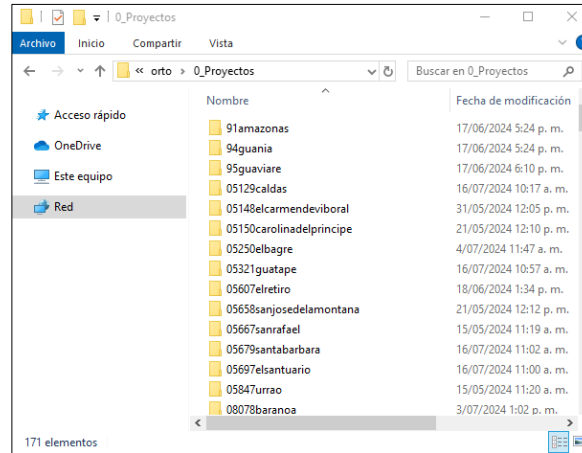 0_Proyectos
Archivo Inicio Compartir Vista
« orto > 0_Proyectos Buscar en 0_Proyectos
Nombre Fecha de modificación
Acceso rápido
OneDrive
Este equipo
Red
91amazonas 17/06/2024 5:24 p. m.
94guania 17/06/2024 5:24 p. m.
95guaviare 17/06/2024 6:10 p. m.
05129caldas 16/07/2024 10:17 a. m.
05148elcarmendeviboral 31/05/2024 12:05 p. m.
05150carolinadelprincipe 21/05/2024 12:10 p. m.
05250elbagre 4/07/2024 11:47 a. m.
05321guatape 16/07/2024 10:57 a. m.
05607elretiro 18/06/2024 1:34 p. m.
05658sanjosedelamontana 21/05/2024 12:12 p. m.
05667sanrafael 15/05/2024 11:19 a. m.
05679santabarbara 16/07/2024 11:02 a. m.
05697elsantuario 16/07/2024 11:00 a. m.
05847urrao 15/05/2024 11:20 a. m.
08078baranoa 3/07/2024 1:02 p. m.
171 elementos